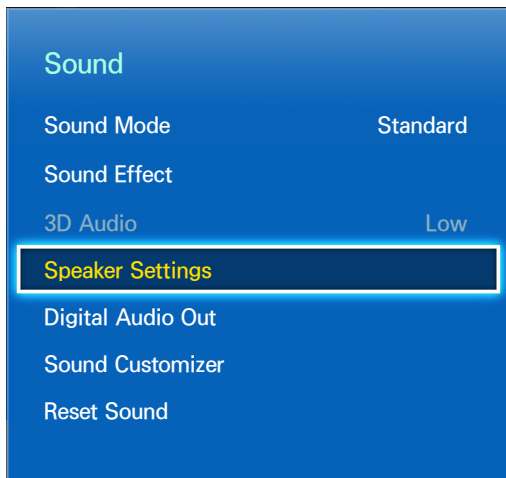 Sound
Sound Mode Standard
Sound Effect
3D Audio Low
Speaker Settings
Digital Audio Out
Sound Customizer
Reset Sound